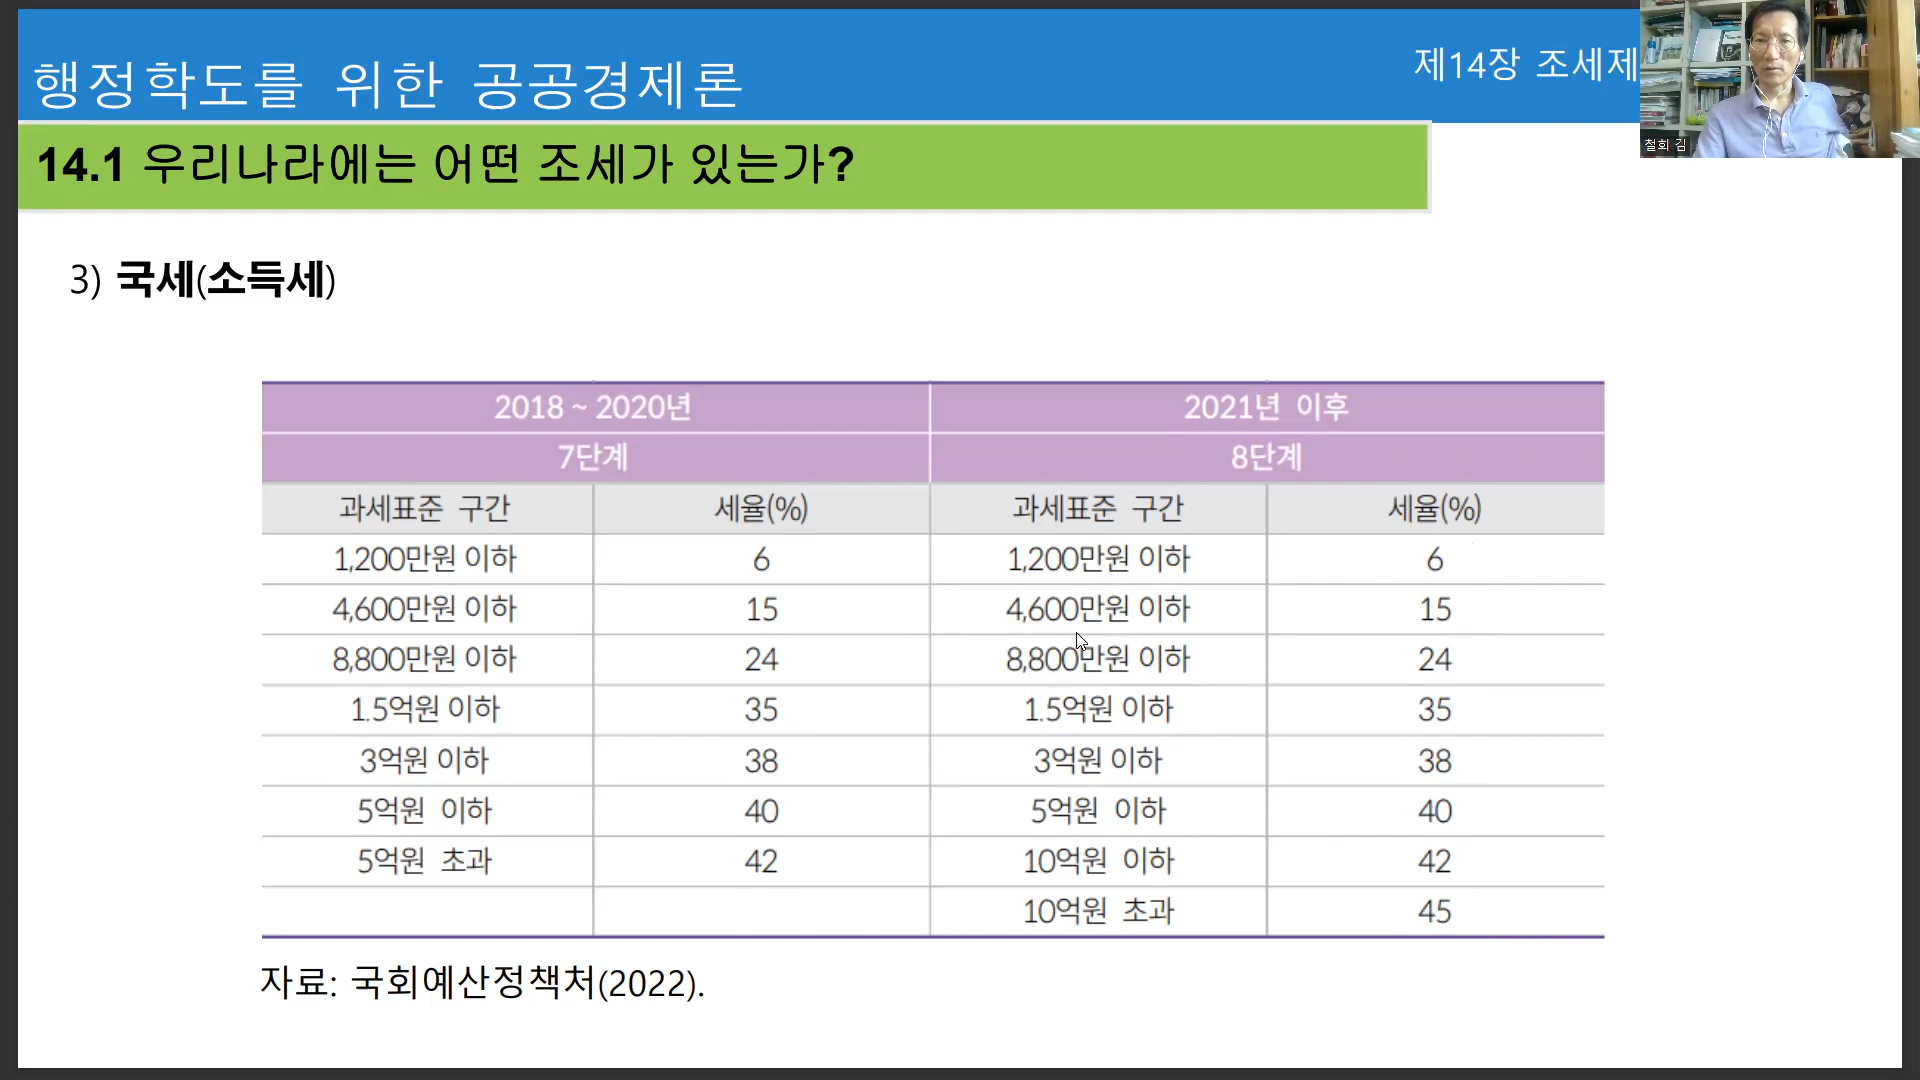 행정학도를 위한 공공경제론
제14장 조세제
철회 김
14.1 우리나라에는 어떤 조세가 있는가?
3) 국세(소득세)
2018 ~ 2020년 2021년 이후
7단계 8단계
과세표준 구간 세율(%) 과세표준 구간 세율(%)
1,200만원 이하 6 1,200만원 이하 6
4,600만원 이하 15 4,600만원 이하 15
8,800만원 이하 24 8,800만원 이하 24
1.5억원 이하 35 1.5억원 이하 35
3억원 이하 38 3억원 이하 38
5억원 이하 40 5억원 이하 40
5억원 초과 42 10억원 이하 42
10억원 초과 45
자료: 국회예산정책처(2022).